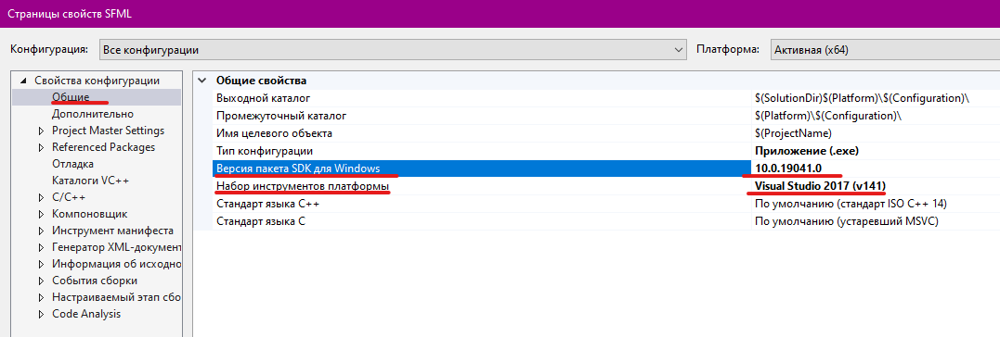 Страницы свойств SFML
Конфигурация: Все конфигурации Платформа: Активная (x64)
Свойства конфигурации
Общие
Дополнительно
Project Master Settings
Referenced Packages
Отладка
Каталоги VC++
C/C++
Компоновщик
Инструмент манифеста
Генератор XML-документ
Информация об исходно
События сборки
Настраиваемый этап сбо
Code Analysis
Общие свойства
Выходной каталог $(SolutionDir)$(Platform)\$(Configuration)\
Промежуточный каталог $(Platform)\$(Configuration)\
Имя целевого объекта $(ProjectName)
Тип конфигурации Приложение (.exe)
Версия пакета SDK для Windows 10.0.19041.0
Набор инструментов платформы Visual Studio 2017 (v141)
Стандарт языка C++ По умолчанию (стандарт ISO C++ 14)
Стандарт языка C По умолчанию (устаревший MSVC)